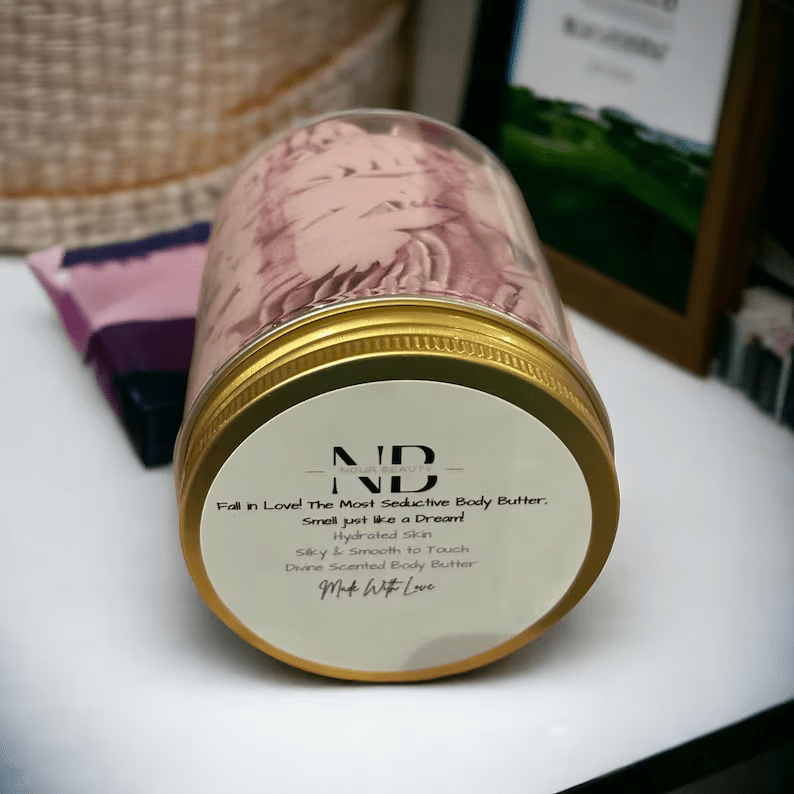 NB
NOUR BEAUTY
Fall in Love! The Most Seductive Body Butter,
Smell just like a Dream!
Hydrated Skin
Silky & Smooth to Touch
Divine Scented Body Butter
Made With Love